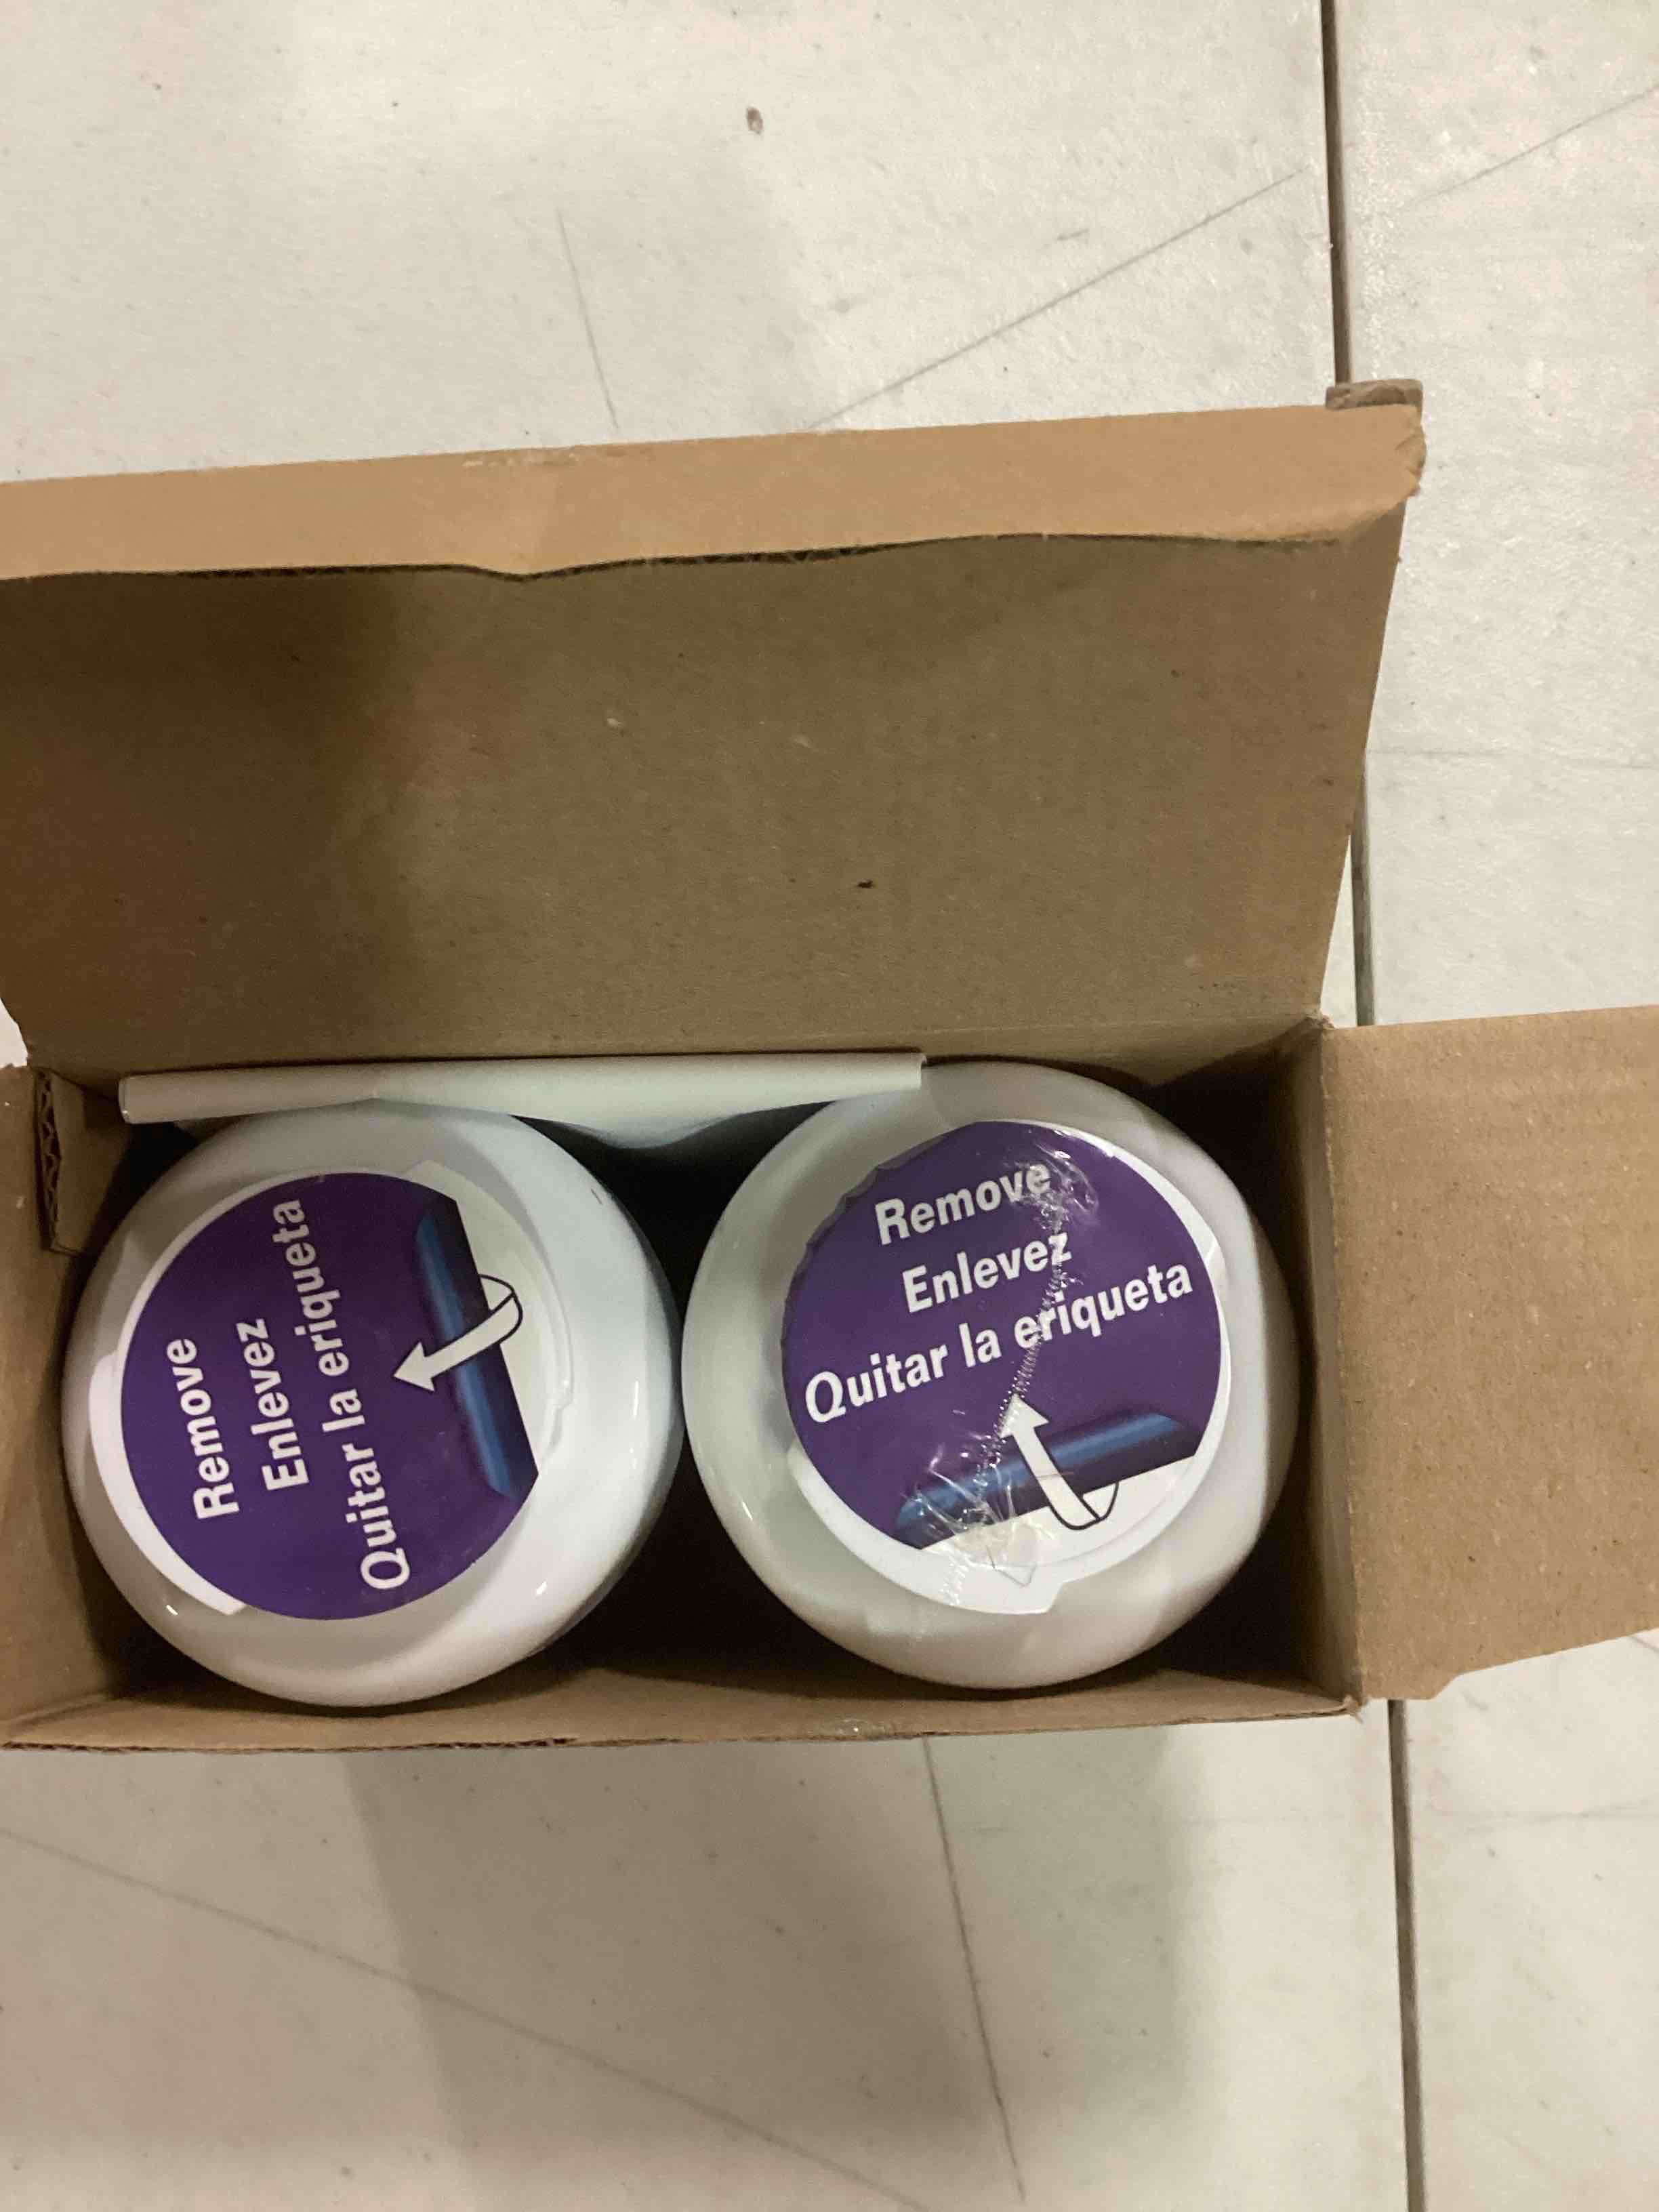 Remove
Enlevez
Quitar la eriqueta
Remove
Enlevez
Quitar la eriqueta